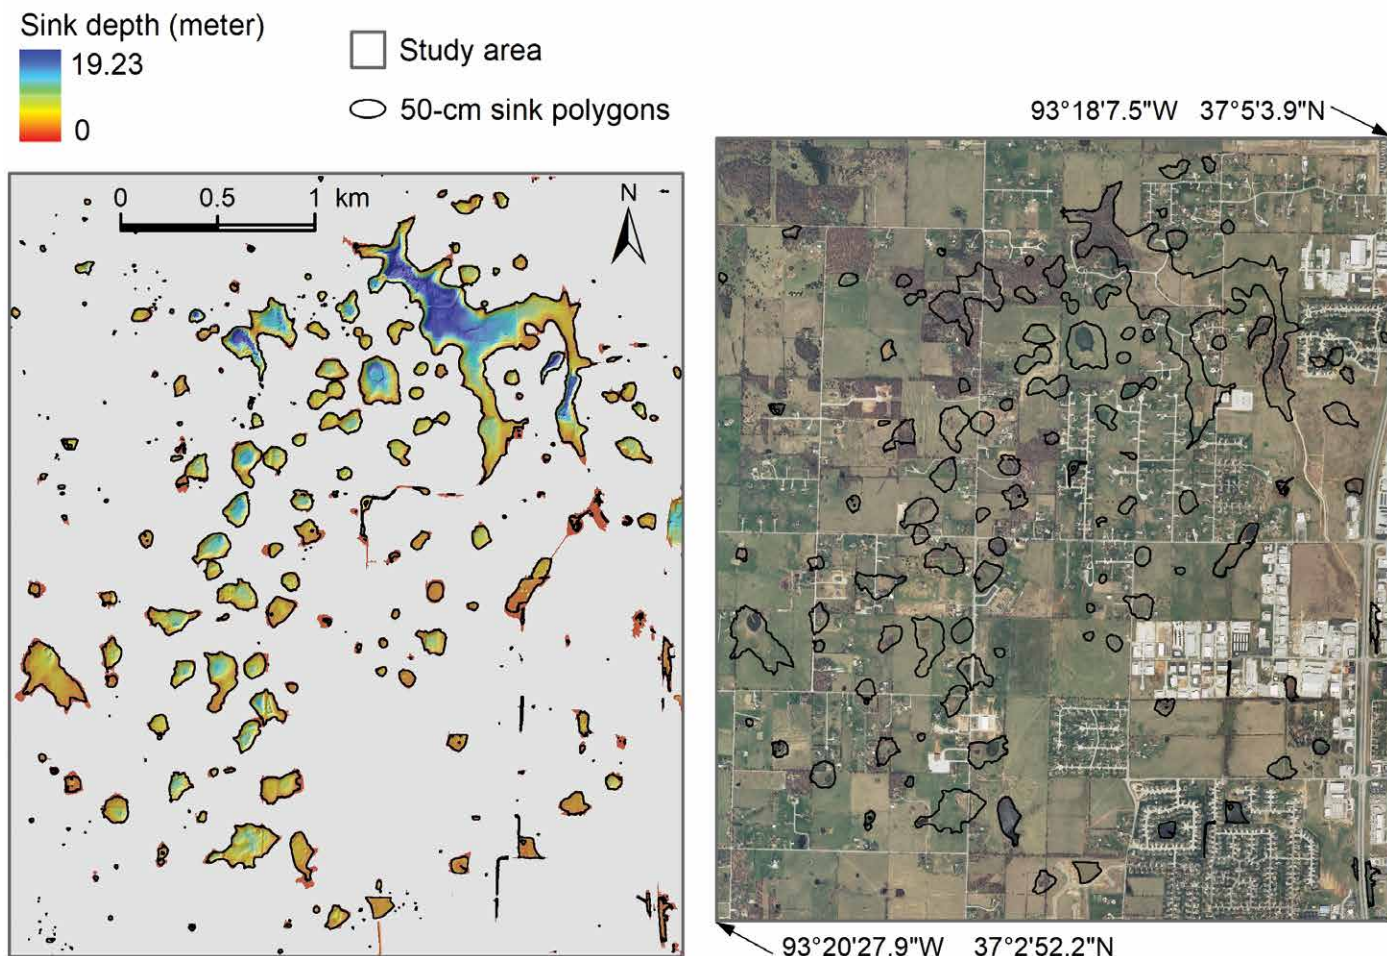 Sink depth (meter)
19.23
0
Study area
50-cm sink polygons
93°18'7.5"W 37°5'3.9"N
0 0.5 1 km
N
93°20'27.9"W 37°2'52.2"N